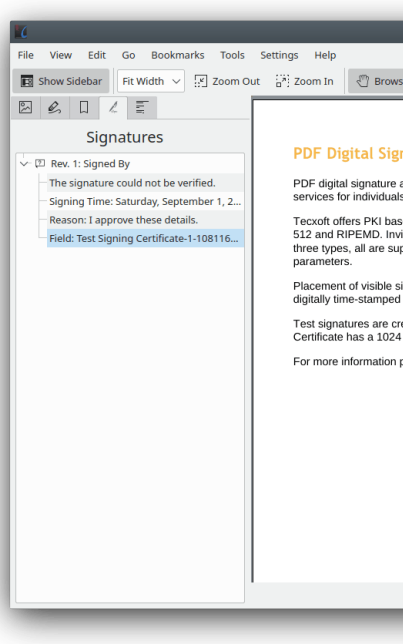 File View Edit Go Bookmarks Tools Settings Help
Show Sidebar Fit Width Zoom Out Zoom In Brows
Signatures
Rev. 1: Signed By
The signature could not be verified.
Signing Time: Saturday, September 1, 2...
Reason: I approve these details.
Field: Test Signing Certificate-1-108116...
PDF Digital Sign
PDF digital signature a
services for individuals
Tecxoft offers PKI bas
512 and RIPEMD. Invi
three types, all are sup
parameters.
Placement of visible si
digitally time-stamped
Test signatures are cre
Certificate has a 1024
For more information p